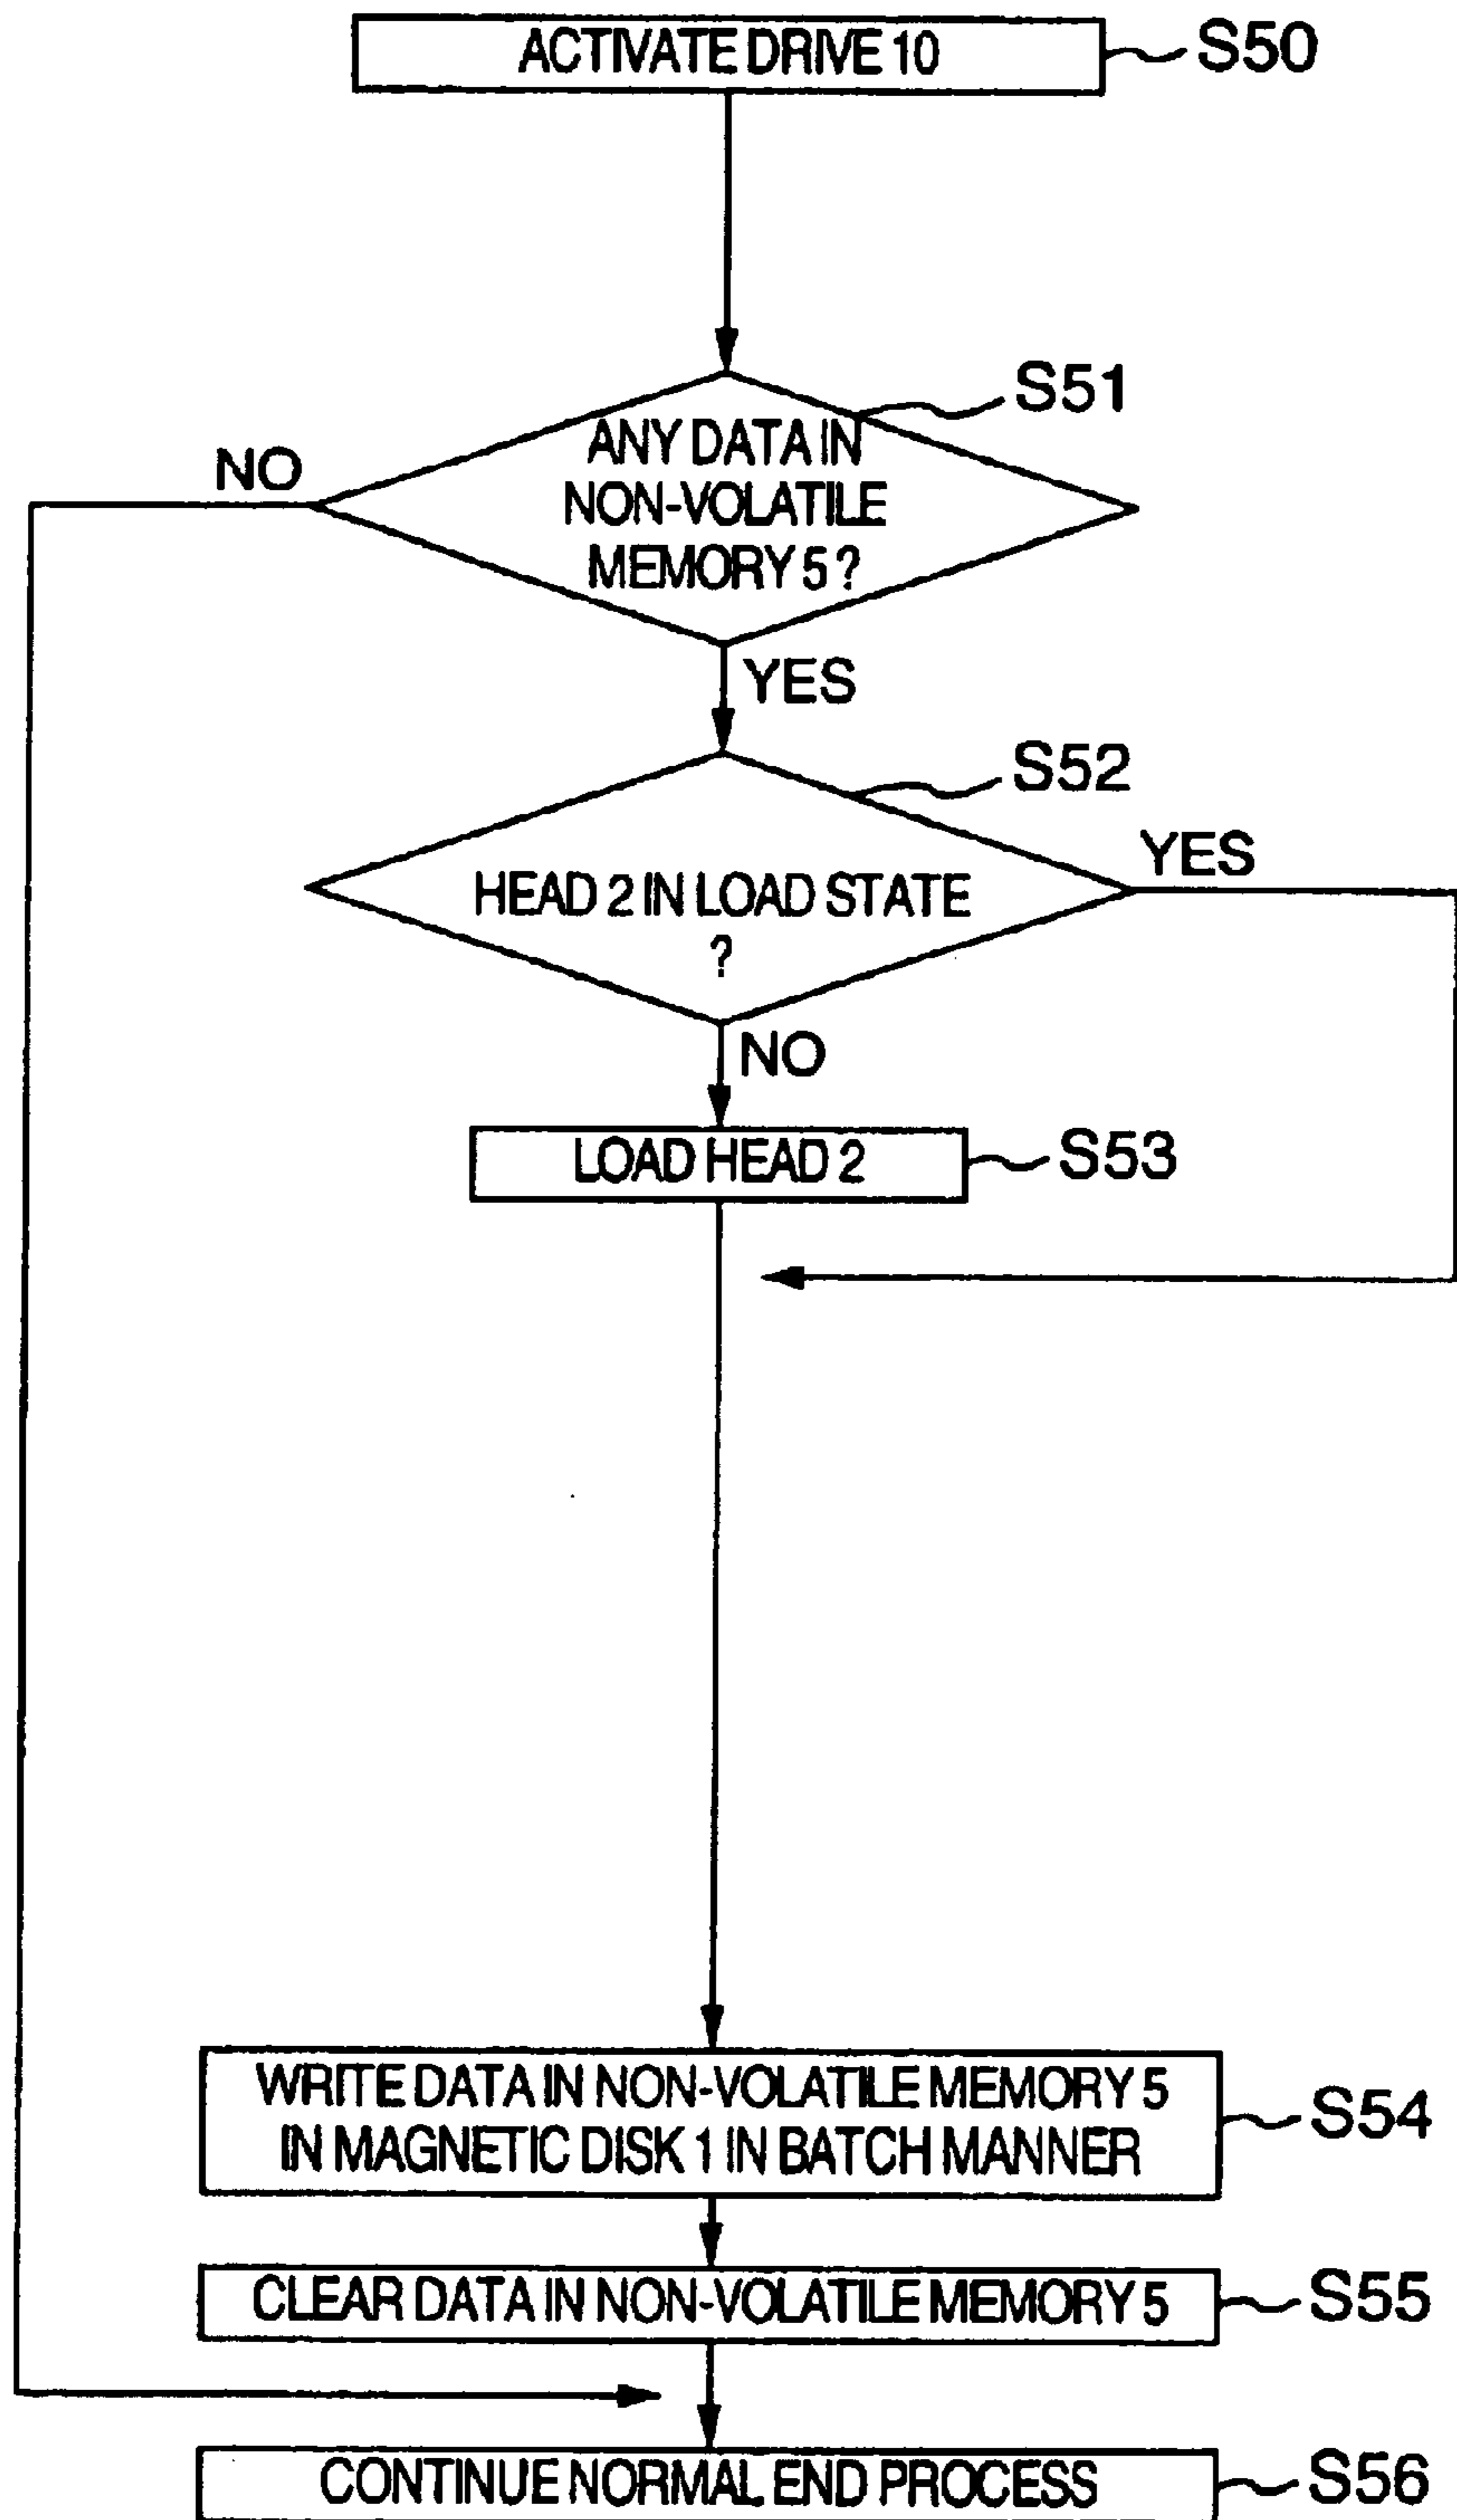 ACTIVATE DRIVE 10
S50
S51
ANY DATA IN
NON-VOLATILE
MEMORY 5 ?
NO
YES
S52
HEAD 2 IN LOAD STATE
?
YES
NO
LOAD HEAD 2
S53
WRITE DATA IN NON-VOLATILE MEMORY 5
IN MAGNETIC DISK 1 IN BATCH MANNER
S54
CLEAR DATA IN NON-VOLATILE MEMORY 5
S55
CONTINUE NORMAL END PROCESS
S56